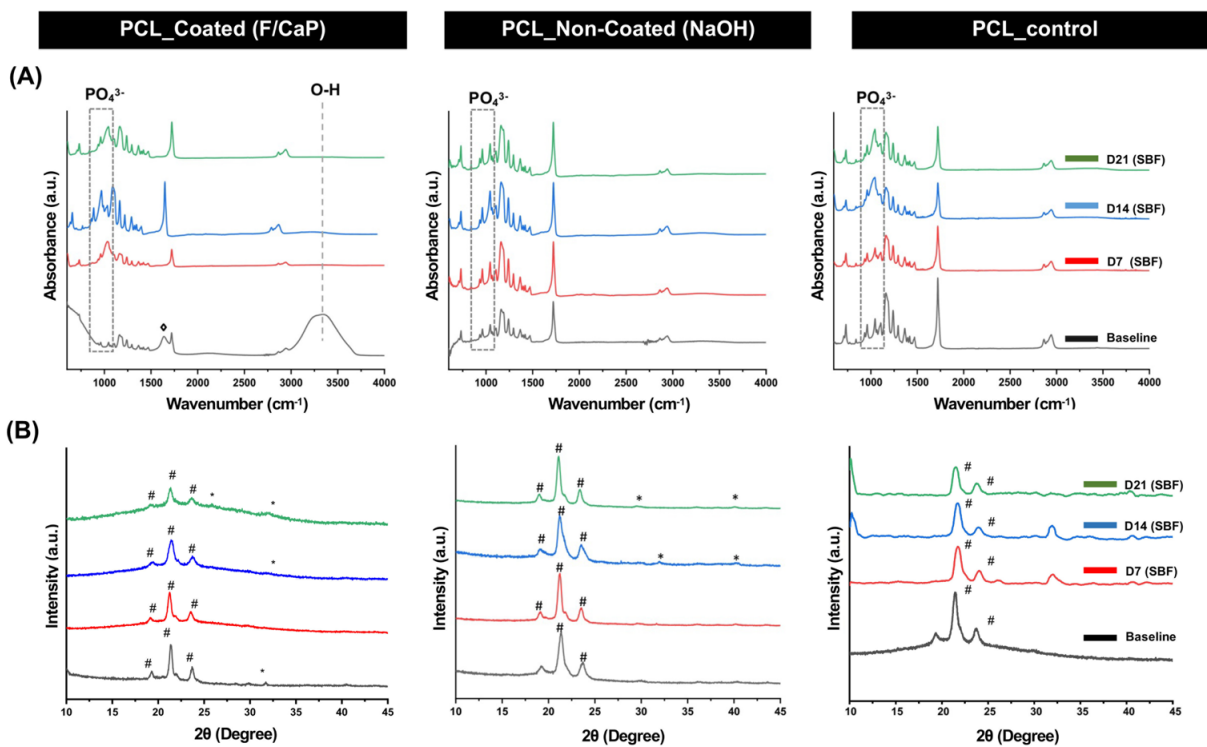 PCL_Coated (F/CaP)
PCL_Non-Coated (NaOH)
PCL_control
(A)
PO₄³⁻
O-H
Absorbance (a.u.)
◊
1000 1500 2000 2500 3000 3500 4000
Wavenumber (cm⁻¹)
PO₄³⁻
Absorbance (a.u.)
1000 1500 2000 2500 3000 3500 4000
Wavenumber (cm⁻¹)
PO₄³⁻
Absorbance (a.u.)
D21 (SBF)
D14 (SBF)
D7 (SBF)
Baseline
1000 1500 2000 2500 3000 3500 4000
Wavenumber (cm⁻¹)
(B)
Intensity (a.u.)
# # # * *
# # # *
# # #
# # # *
10 15 20 25 30 35 40 45
2θ (Degree)
Intensity (a.u.)
# # # * *
# # # * *
# # #
# #
10 15 20 25 30 35 40 45
2θ (Degree)
Intensity (a.u.)
# #
# #
# #
# #
D21 (SBF)
D14 (SBF)
D7 (SBF)
Baseline
10 15 20 25 30 35 40 45
2θ (Degree)